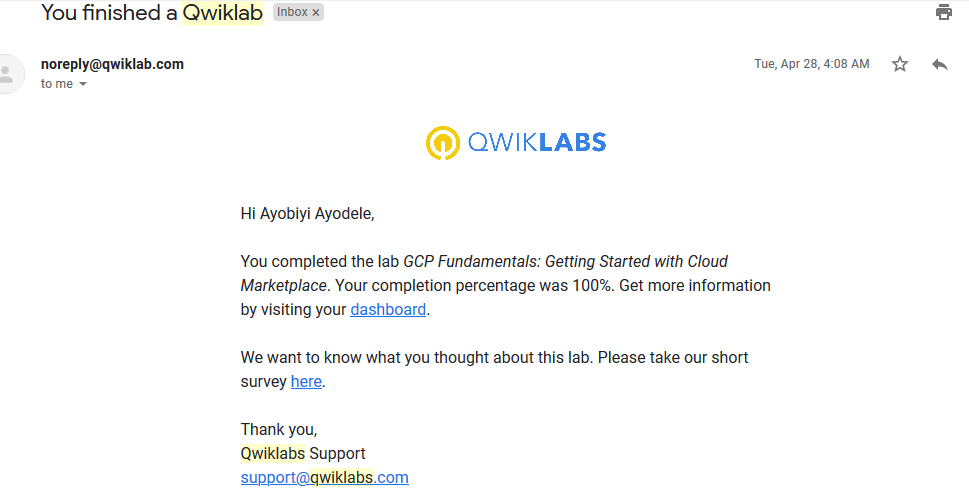 You finished a Qwiklab Inbox ×
noreply@qwiklab.com Tue, Apr 28, 4:08 AM
to me
QWIKLABS
Hi Ayobiyi Ayodele,
You completed the lab GCP Fundamentals: Getting Started with Cloud
Marketplace. Your completion percentage was 100%. Get more information
by visiting your dashboard.
We want to know what you thought about this lab. Please take our short
survey here.
Thank you,
Qwiklabs Support
support@qwiklabs.com